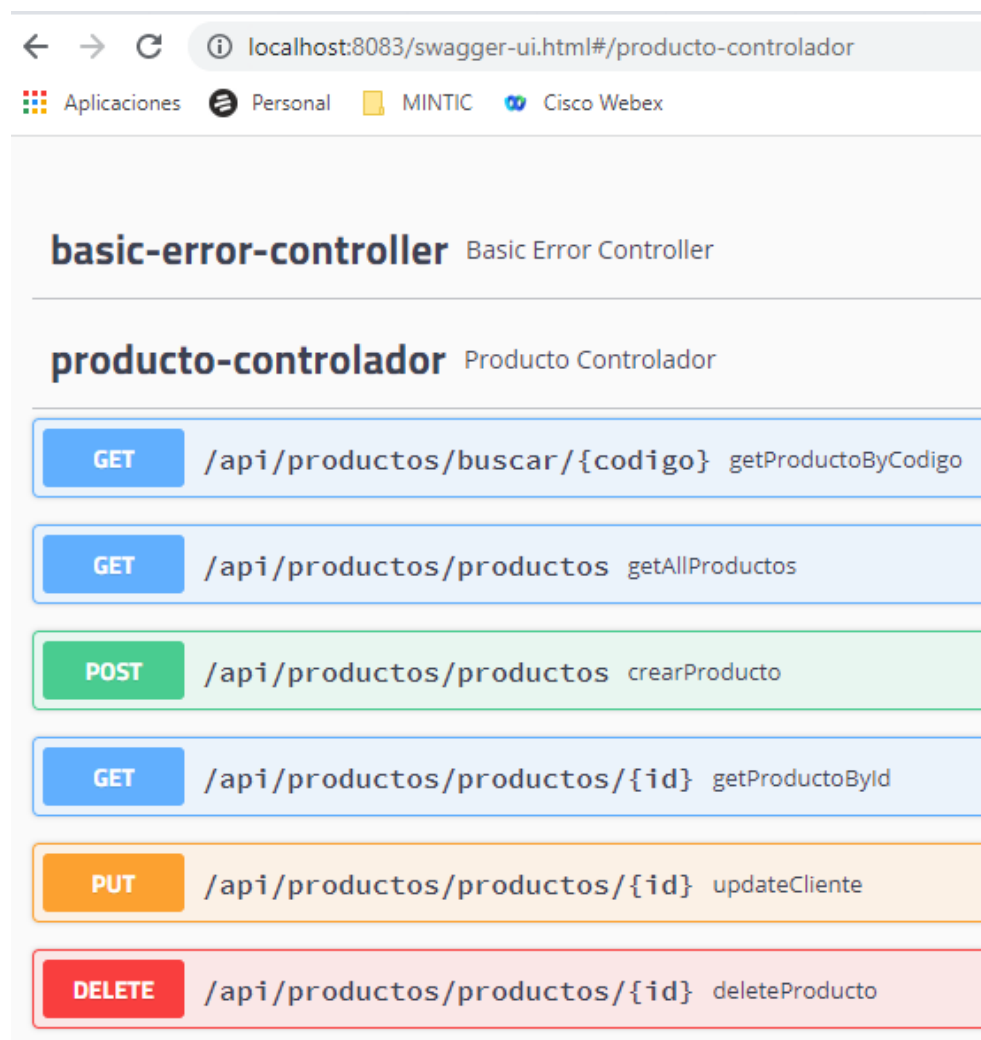 localhost:8083/swagger-ui.html#/producto-controlador
Aplicaciones Personal MINTIC Cisco Webex
basic-error-controller Basic Error Controller
producto-controlador Producto Controlador
GET /api/productos/buscar/{codigo} getProductoByCodigo
GET /api/productos/productos getAllProductos
POST /api/productos/productos crearProducto
GET /api/productos/productos/{id} getProductoById
PUT /api/productos/productos/{id} updateCliente
DELETE /api/productos/productos/{id} deleteProducto